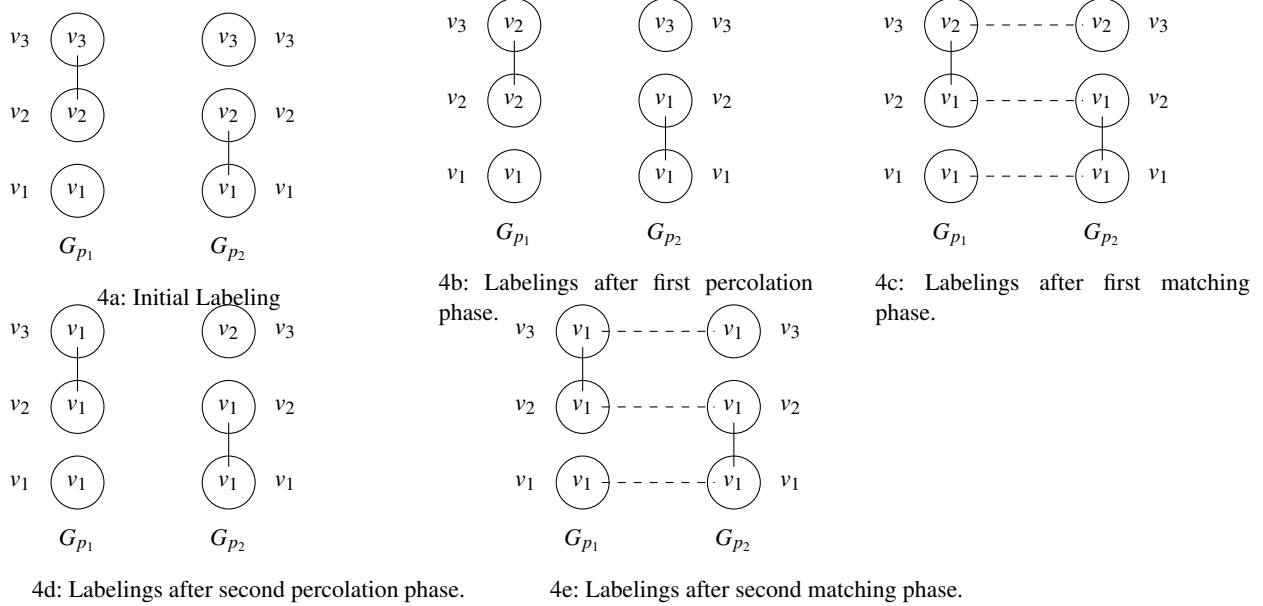 v3 v3 v3 v3
v2 v2 v2 v2
v1 v1 v1 v1
Gp1 Gp2
4a: Initial Labeling
v3 v2 v3 v3
v2 v2 v1 v2
v1 v1 v1 v1
Gp1 Gp2
4b: Labelings after first percolation
phase.
v3 v2 v2 v3
v2 v1 v1 v2
v1 v1 v1 v1
Gp1 Gp2
4c: Labelings after first matching
phase.
v3 v1 v2 v3
v2 v1 v1 v2
v1 v1 v1 v1
Gp1 Gp2
4d: Labelings after second percolation phase.
v3 v1 v1 v3
v2 v1 v1 v2
v1 v1 v1 v1
Gp1 Gp2
4e: Labelings after second matching phase.